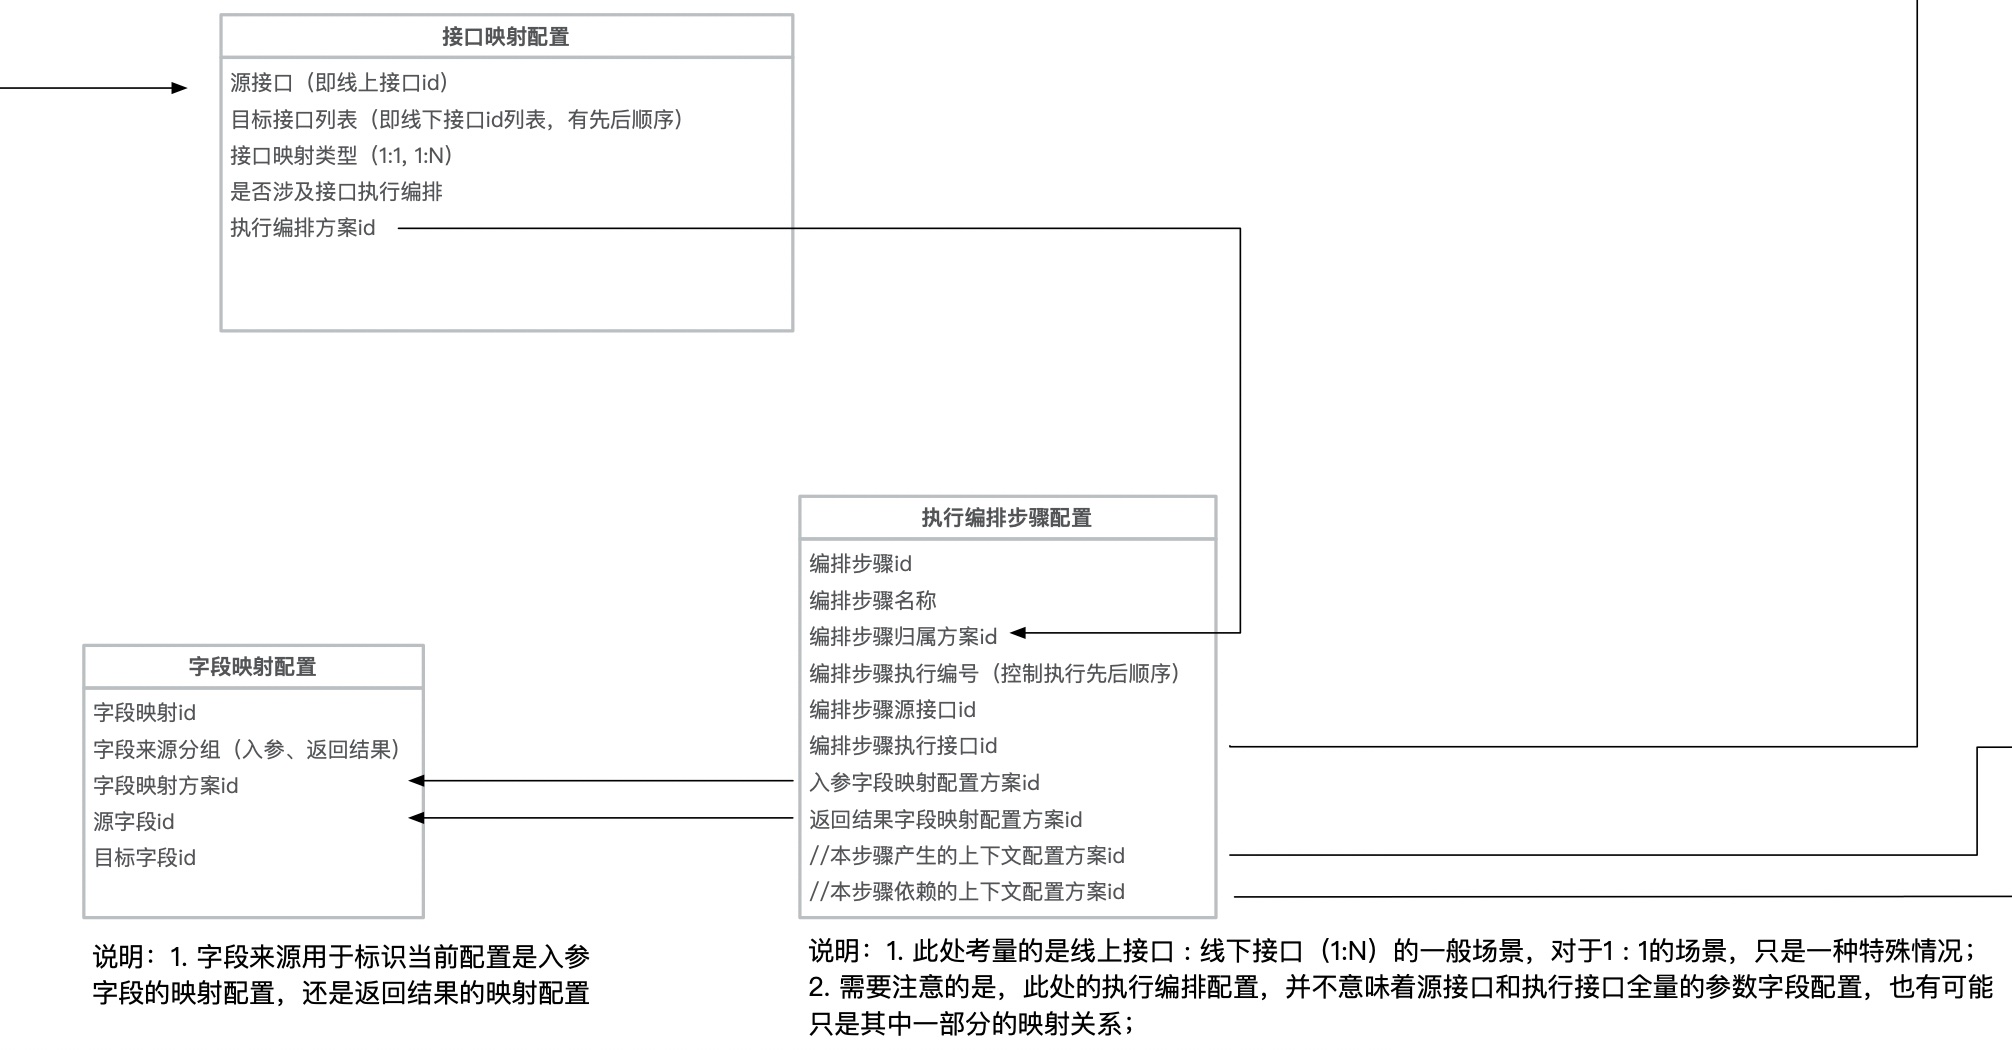 接口映射配置
源接口（即线上接口id）
目标接口列表（即线下接口id列表，有先后顺序）
接口映射类型（1:1, 1:N）
是否涉及接口执行编排
执行编排方案id
执行编排步骤配置
编排步骤id
编排步骤名称
编排步骤归属方案id
编排步骤执行编号（控制执行先后顺序）
编排步骤源接口id
编排步骤执行接口id
入参字段映射配置方案id
返回结果字段映射配置方案id
//本步骤产生的上下文配置方案id
//本步骤依赖的上下文配置方案id
字段映射配置
字段映射id
字段来源分组（入参、返回结果）
字段映射方案id
源字段id
目标字段id
说明：1. 字段来源用于标识当前配置是入参
字段的映射配置，还是返回结果的映射配置
说明：1. 此处考量的是线上接口 : 线下接口（1:N）的一般场景，对于1 : 1的场景，只是一种特殊情况；
2. 需要注意的是，此处的执行编排配置，并不意味着源接口和执行接口全量的参数字段配置，也有可能
只是其中一部分的映射关系；